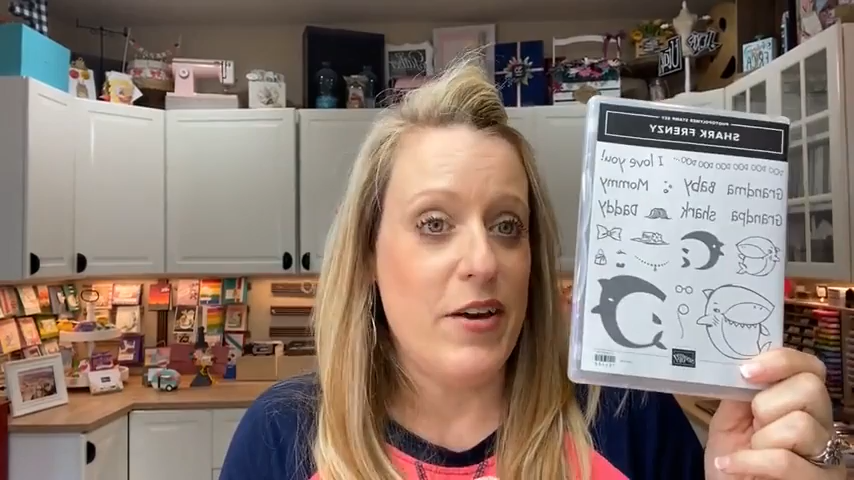 PHOTOPOLYMER STAMP SET
SHARK FRENZY
DOO DOO DOO DOO DOO DOO
I love you!
Grandma Baby Mommy
Grandpa shark Daddy